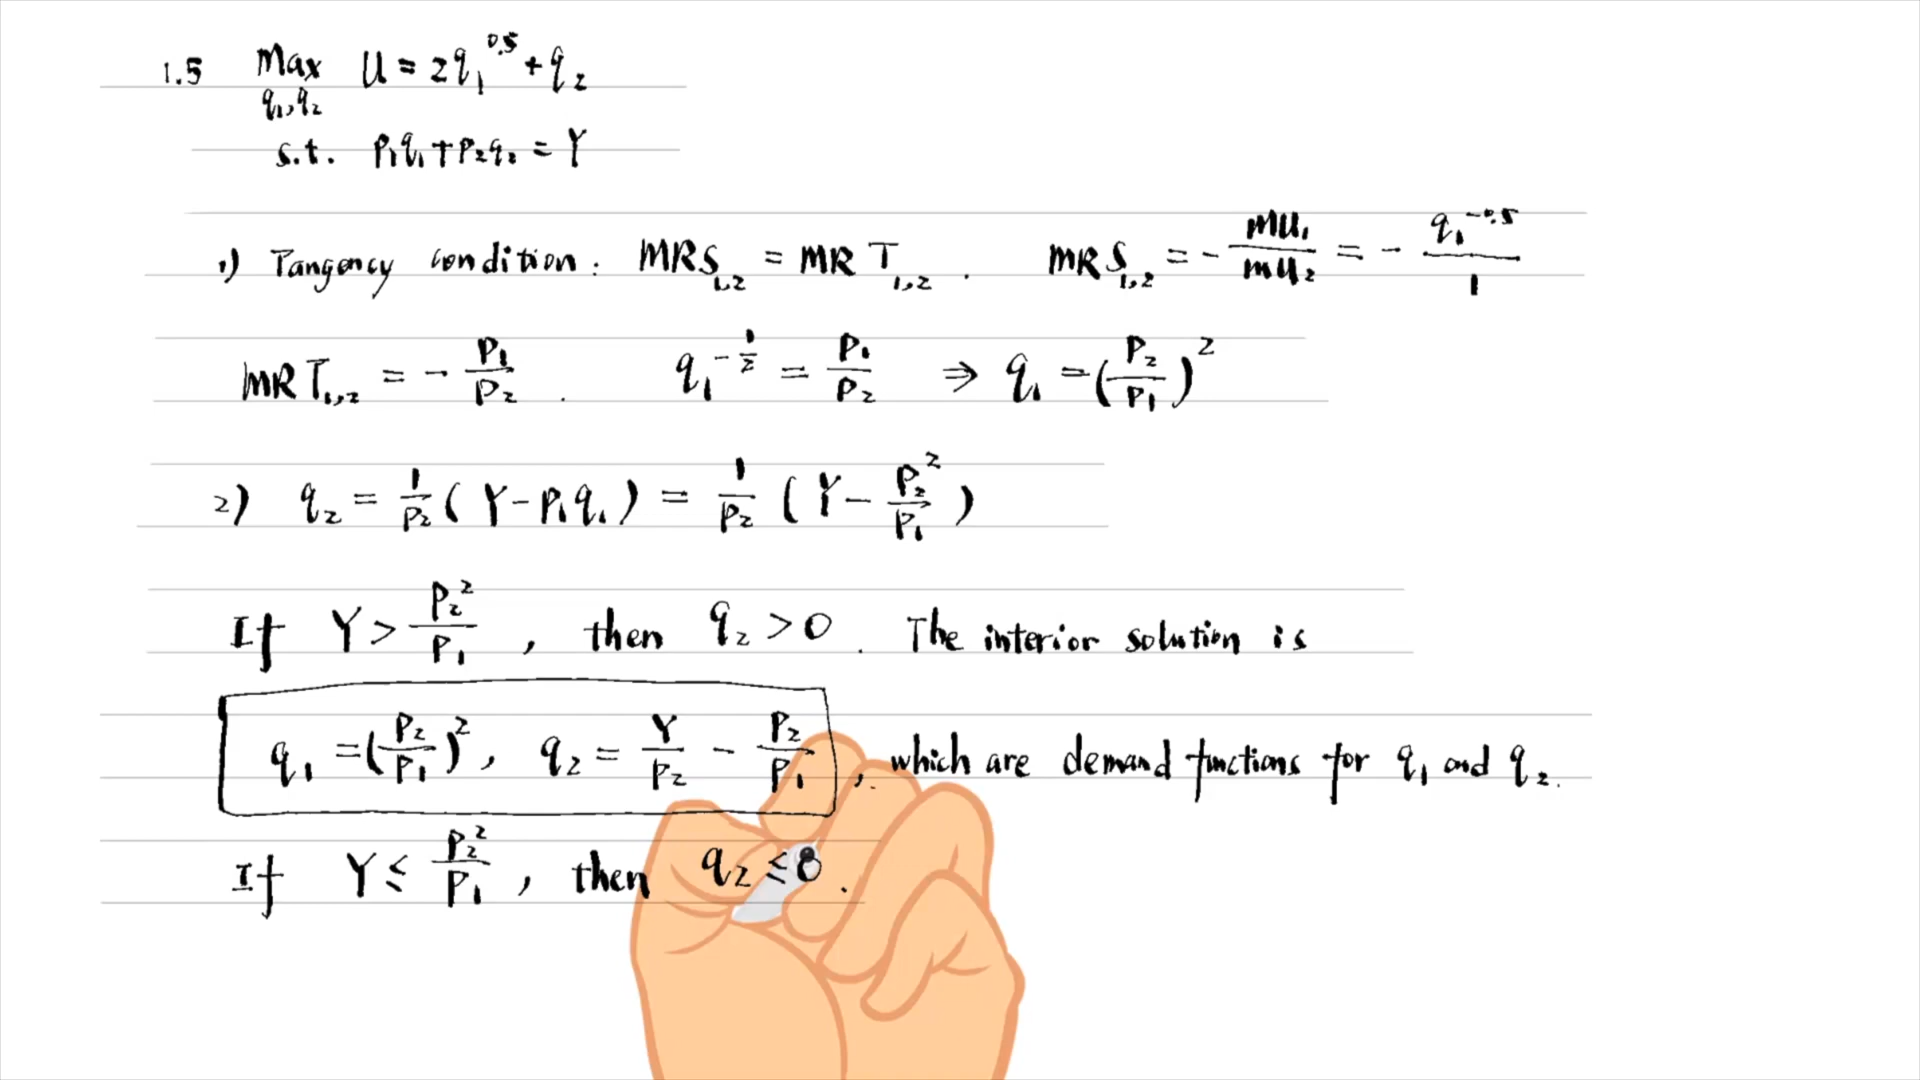 1.5 Max U = 2q₁^0.5 + q₂
q₁,q₂
s.t. P₁q₁ + P₂q₂ = Y
1) Tangency condition: MRS₁,₂ = MRT₁,₂. MRS₁,₂ = - MU₁/MU₂ = - q₁^-0.5/1
MRT₁,₂ = - P₁/P₂. q₁^-1/2 = P₁/P₂ ⇒ q₁ = (P₂/P₁)²
2) q₂ = 1/P₂ (Y - P₁q₁) = 1/P₂ (Y - P₂²/P₁)
If Y > P₂²/P₁, then q₂ > 0. The interior solution is
q₁ = (P₂/P₁)², q₂ = Y/P₂ - P₂/P₁, which are demand functions for q₁ and q₂.
If Y ≤ P₂²/P₁, then q₂ ≤ 0.